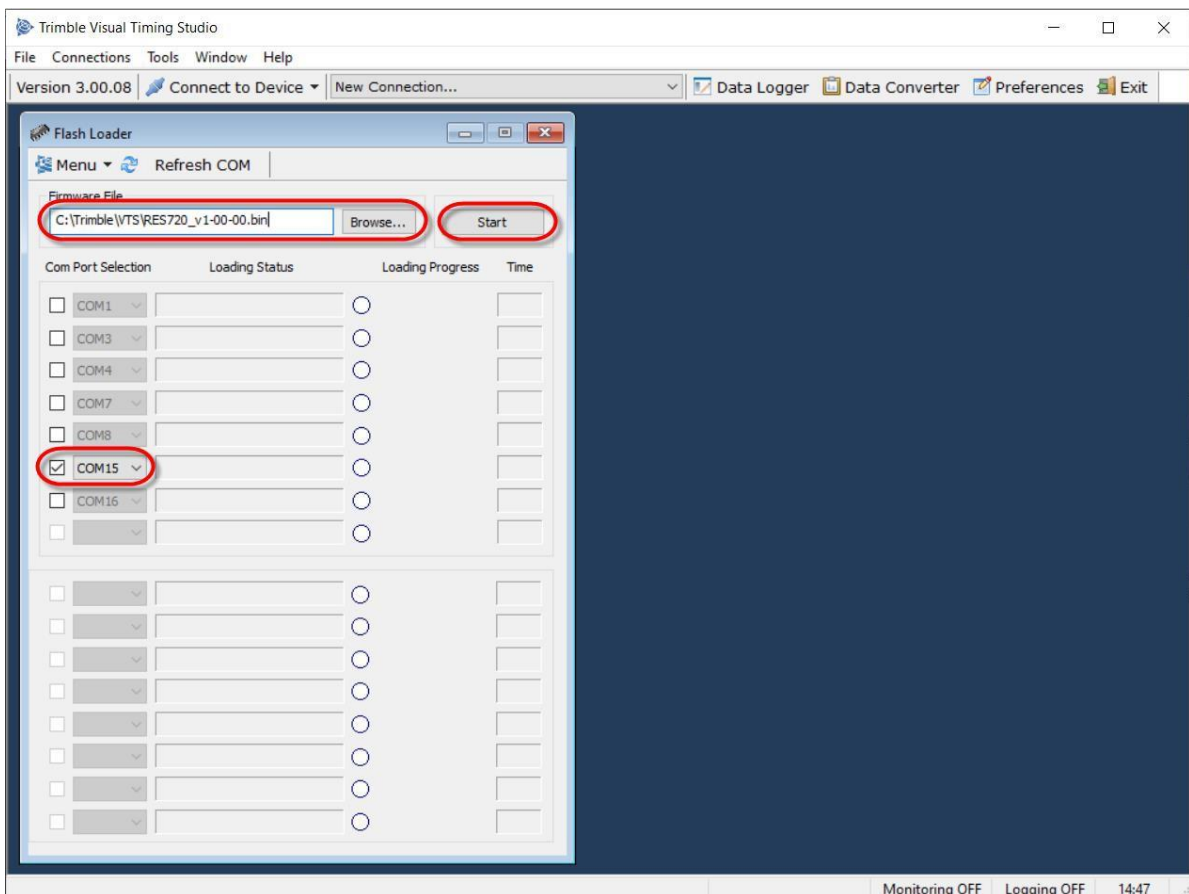 Trimble Visual Timing Studio
File Connections Tools Window Help
Version 3.00.08 Connect to Device New Connection... Data Logger Data Converter Preferences Exit
Flash Loader
Menu Refresh COM
Firmware File
C:\Trimble\VTS\RES720_v1-00-00.bin Browse... Start
Com Port Selection Loading Status Loading Progress Time
COM1
COM3
COM4
COM7
COM8
COM15
COM16
Monitoring OFF Logging OFF 14:47